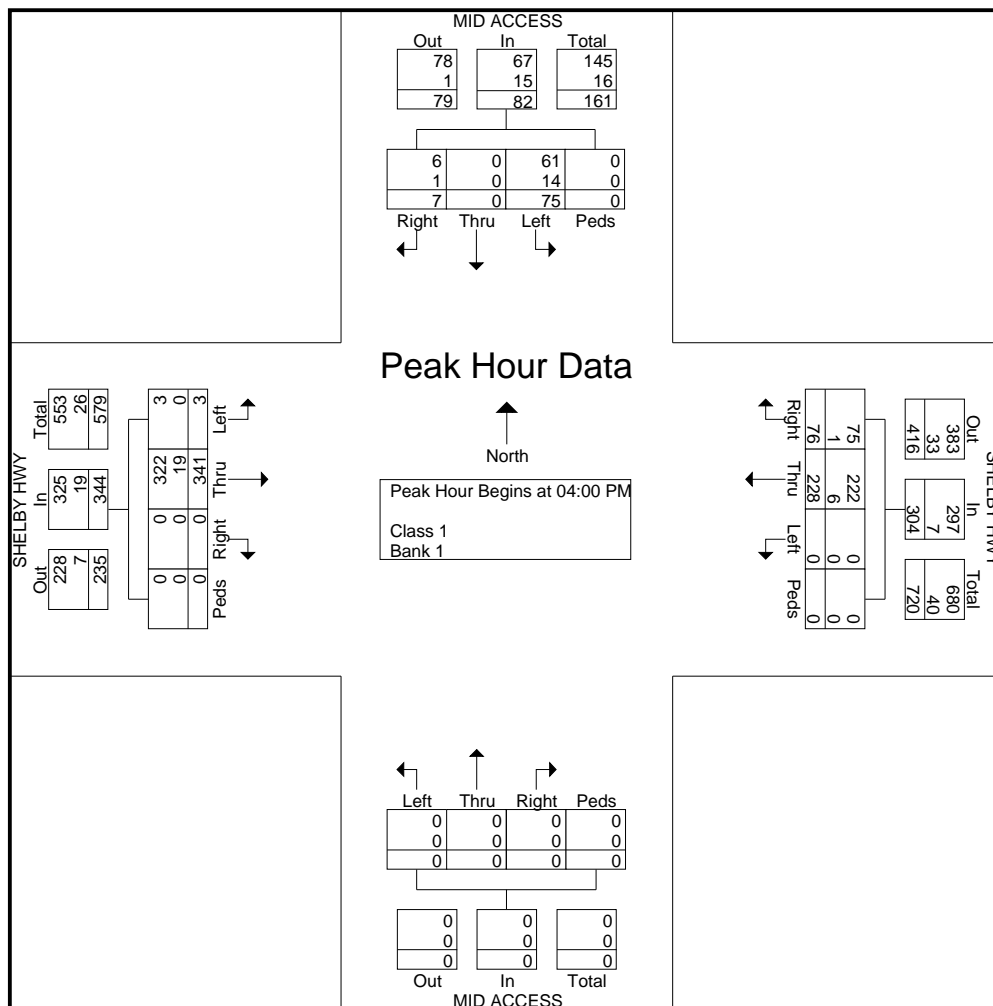 MID ACCESS
Out In Total
78 67 145
1 15 16
79 82 161
6 0 61 0
1 0 14 0
7 0 75 0
Right Thru Left Peds
Peak Hour Data
North
Peak Hour Begins at 04:00 PM
Class 1
Bank 1
SHELBY HWY
Total In Out
553 325 228
26 19 7
579 344 235
3 322 0 0
0 19 0 0
3 341 0 0
Left Thru Right Peds
SHELBY HWY
Out In Total
383 297 680
33 7 40
416 304 720
75 222 0 0
1 6 0 0
76 228 0 0
Right Thru Left Peds
Left Thru Right Peds
0 0 0 0
0 0 0 0
0 0 0 0
0 0 0
0 0 0
0 0 0
Out In Total
MID ACCESS